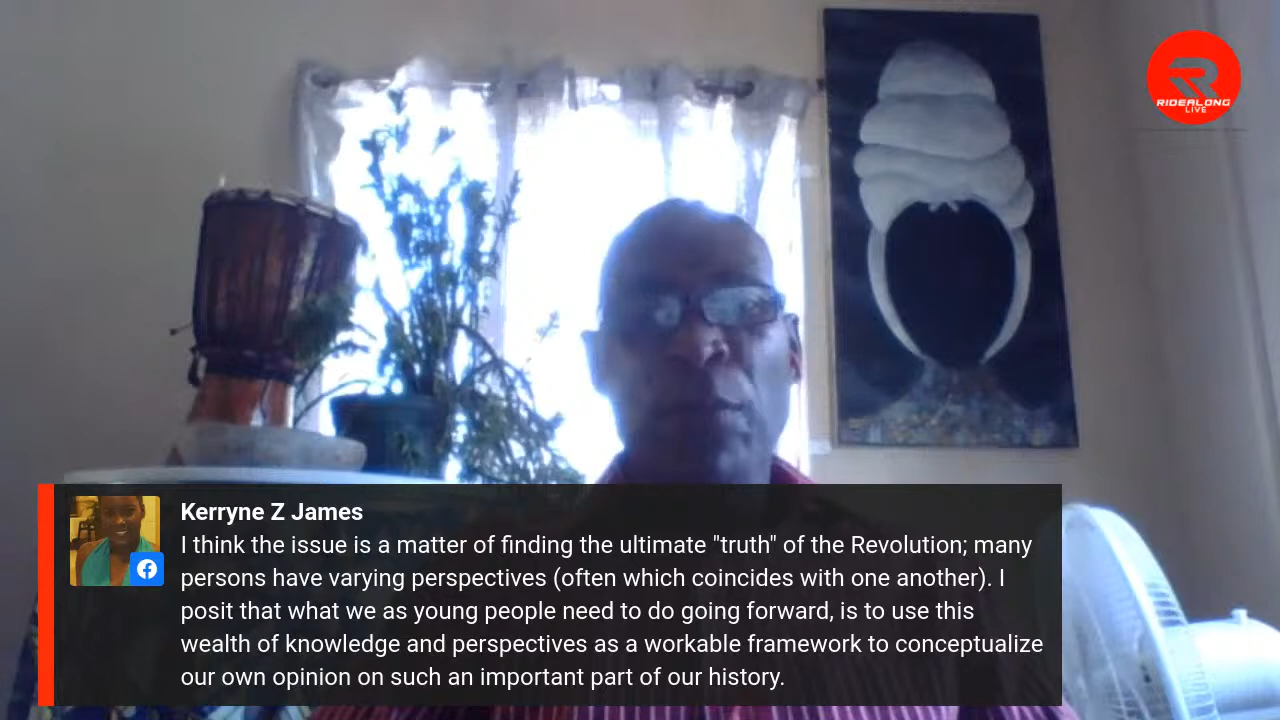 RIDEALONG
LIVE
Kerryne Z James
I think the issue is a matter of finding the ultimate "truth" of the Revolution; many
persons have varying perspectives (often which coincides with one another). I
posit that what we as young people need to do going forward, is to use this
wealth of knowledge and perspectives as a workable framework to conceptualize
our own opinion on such an important part of our history.